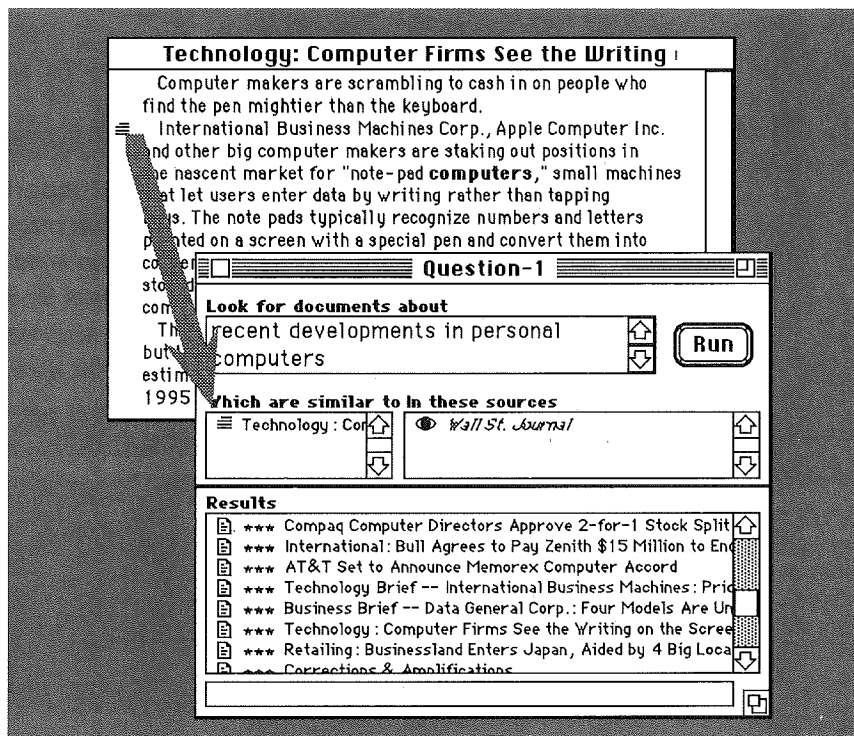 Technology: Computer Firms See the Writing
Computer makers are scrambling to cash in on people who
find the pen mightier than the keyboard.
International Business Machines Corp., Apple Computer Inc.
and other big computer makers are staking out positions in
the nascent market for "note-pad computers," small machines
that let users enter data by writing rather than tapping
keys. The note pads typically recognize numbers and letters
printed on a screen with a special pen and convert them into
1995
Question-1
Look for documents about
recent developments in personal
computers
Run
Which are similar to In these sources
Technology : Con
Wall St. Journal
Results
*** Compaq Computer Directors Approve 2-for-1 Stock Split
*** International: Bull Agrees to Pay Zenith $15 Million to End
*** AT&T Set to Announce Memorex Computer Accord
*** Technology Brief -- International Business Machines: Pric
*** Business Brief -- Data General Corp.: Four Models Are Un
*** Technology : Computer Firms See the Writing on the Scree
*** Retailing: Businessland Enters Japan, Aided by 4 Big Loca
*** Corrections & Amplifications